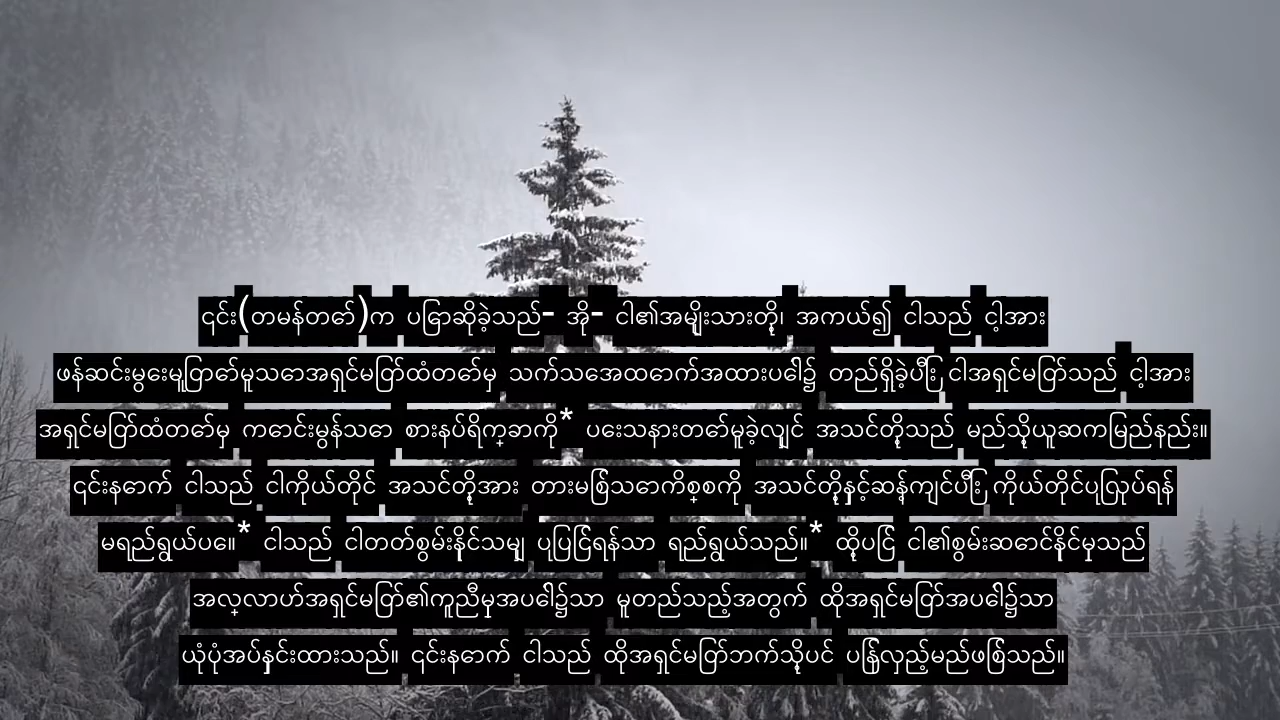 ၎င်း(တမန်တော်)က ပြောဆိုခဲ့သည်- အို- ငါ၏အမျိုးသားတို့၊ အကယ်၍ ငါသည် ငါ့အား
ဖန်ဆင်းမွေးမြူတော်မူသောအရှင်မြတ်ထံတော်မှ သက်သေအထောက်အထားပေါ်၌ တည်ရှိခဲ့ပြီး ငါအရှင်မြတ်သည် ငါ့အား
အရှင်မြတ်ထံတော်မှ ကောင်းမွန်သော စားနပ်ရိက္ခာကို* ပေးသနားတော်မူခဲ့လျှင် အသင်တို့သည် မည်သို့ယူဆကြမည်နည်း။
၎င်းနောက် ငါသည် ငါကိုယ်တိုင် အသင်တို့အား တားမြစ်သောကိစ္စကို အသင်တို့နှင့်ဆန့်ကျင်ပြီး ကိုယ်တိုင်ပြုလုပ်ရန်
မရည်ရွယ်ပေ။* ငါသည် ငါတတ်စွမ်းနိုင်သမျှ ပြုပြင်ရန်သာ ရည်ရွယ်သည်။* ထို့ပြင် ငါ၏စွမ်းဆောင်နိုင်မှုသည်
အလ္လာဟ်အရှင်မြတ်၏ကူညီမှုအပေါ်၌သာ မူတည်သည့်အတွက် ထိုအရှင်မြတ်အပေါ်၌သာ
ယုံပုံအပ်နှင်းထားသည်။ ၎င်းနောက် ငါသည် ထိုအရှင်မြတ်ဘက်သို့ပင် ပြန်လှည့်မည်ဖြစ်သည်။